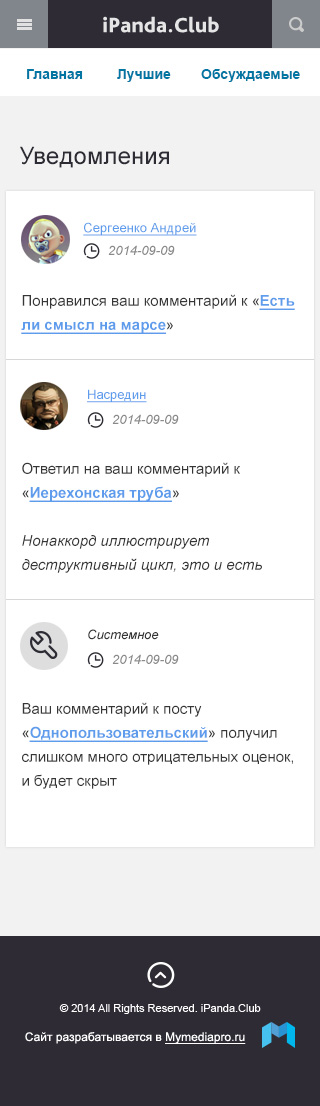 iPanda.Club
Главная Лучшие Обсуждаемые
Уведомления
Сергеенко Андрей
2014-09-09
Понравился ваш комментарий к «Есть
ли смысл на марсе»
Насредин
2014-09-09
Ответил на ваш комментарий к
«Иерехонская труба»
Нонаккорд иллюстрирует
деструктивный цикл, это и есть
Системное
2014-09-09
Ваш комментарий к посту
«Однопользовательский» получил
слишком много отрицательных оценок,
и будет скрыт
© 2014 All Rights Reserved. iPanda.Club
Сайт разрабатывается в Mymediapro.ru